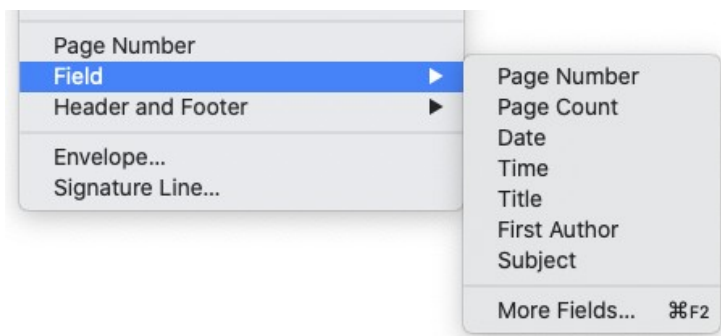 Page Number
Field ▶
Header and Footer ▶
Envelope...
Signature Line...
Page Number
Page Count
Date
Time
Title
First Author
Subject
More Fields... ⌘F2